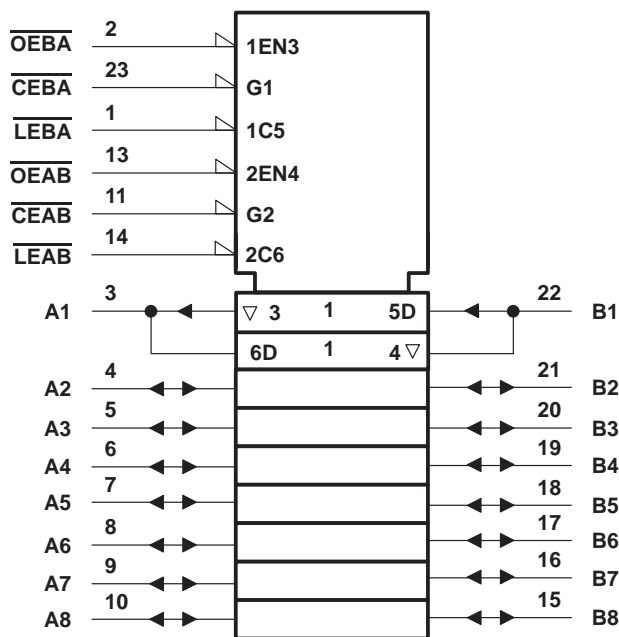 OEBA 2 1EN3
CEBA 23 G1
LEBA 1 1C5
OEAB 13 2EN4
CEAB 11 G2
LEAB 14 2C6
A1 3 ▽ 3 1 5D 22 B1
6D 1 4 ▽
A2 4 21 B2
A3 5 20 B3
A4 6 19 B4
A5 7 18 B5
A6 8 17 B6
A7 9 16 B7
A8 10 15 B8